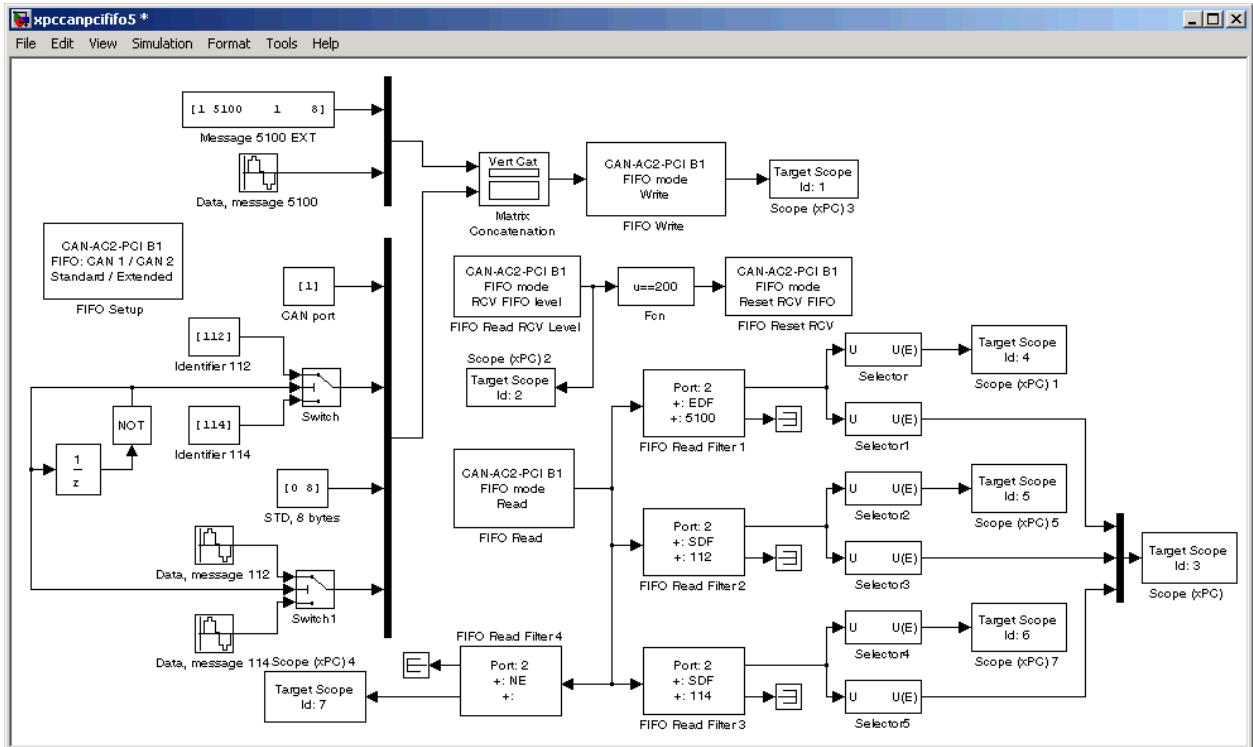 xpccanpcififo5 *
File Edit View Simulation Format Tools Help
[1 5100 1 8]
Message 5100 EXT
Data, message 5100
Vert Cat
Matrix
Concatenation
CAN-AC2-PCI B1
FIFO mode
Write
FIFO Write
Target Scope
Id: 1
Scope (xPC) 3
CAN-AC2-PCI B1
FIFO: CAN 1 / CAN 2
Standard / Extended
FIFO Setup
[1]
CAN port
CAN-AC2-PCI B1
FIFO mode
RCV FIFO level
FIFO Read RCV Level
u==200
Fcn
CAN-AC2-PCI B1
FIFO mode
Reset RCV FIFO
FIFO Reset RCV
[112]
Identifier 112
Switch
[114]
Identifier 114
NOT
1
z
Scope (xPC) 2
Target Scope
Id: 2
Port: 2
+: EDF
+: 5100
FIFO Read Filter1
U U(E)
Selector
Target Scope
Id: 4
Scope (xPC) 1
U U(E)
Selector1
[0 8]
STD, 8 bytes
CAN-AC2-PCI B1
FIFO mode
Read
FIFO Read
Port: 2
+: SDF
+: 112
FIFO Read Filter2
U U(E)
Selector2
Target Scope
Id: 5
Scope (xPC) 5
U U(E)
Selector3
Target Scope
Id: 3
Scope (xPC)
Data, message 112
Switch1
Data, message 114
Scope (xPC) 4
Target Scope
Id: 7
FIFO Read Filter4
Port: 2
+: NE
+:
Port: 2
+: SDF
+: 114
FIFO Read Filter3
U U(E)
Selector4
Target Scope
Id: 6
Scope (xPC) 7
U U(E)
Selector5